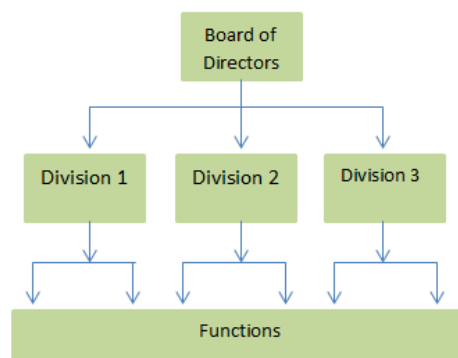 Board of
Directors
Division 1
Division 2
Division 3
Functions